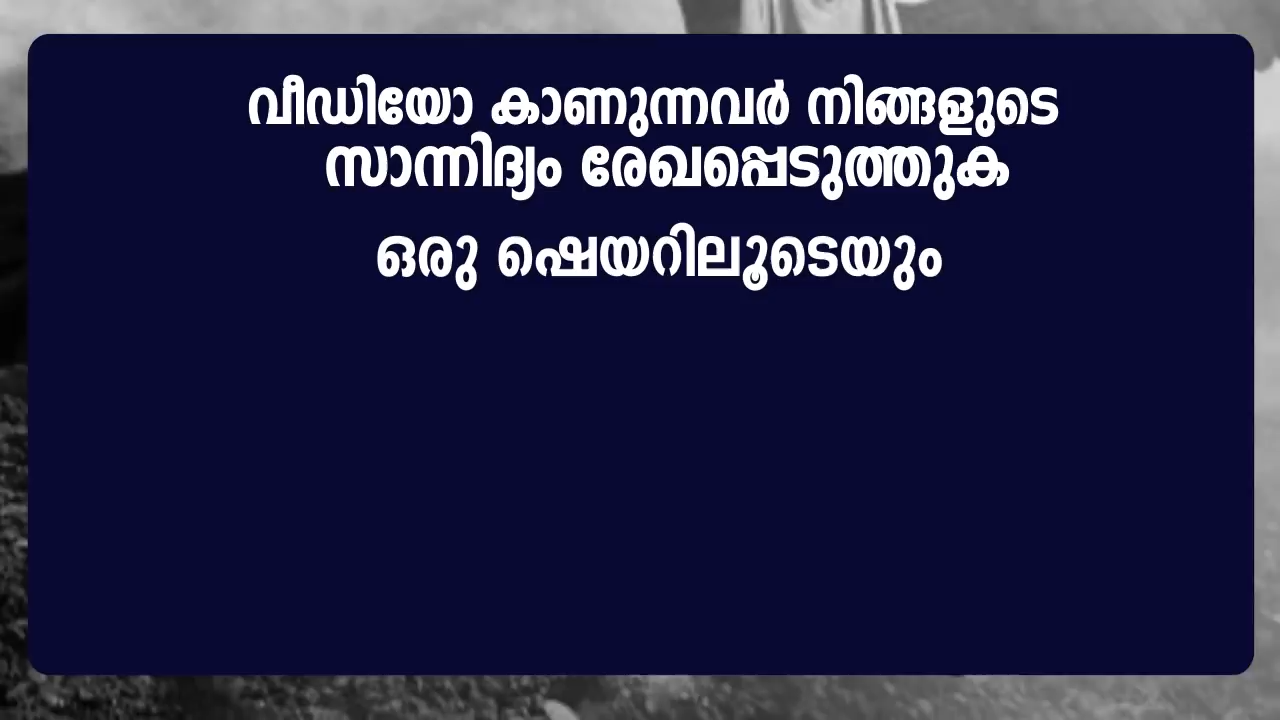 വീഡിയോ കാണുന്നവർ നിങ്ങളുടെ
സാന്നിദ്യം രേഖപ്പെടുത്തുക
ഒരു ഷെയറിലൂടെയും